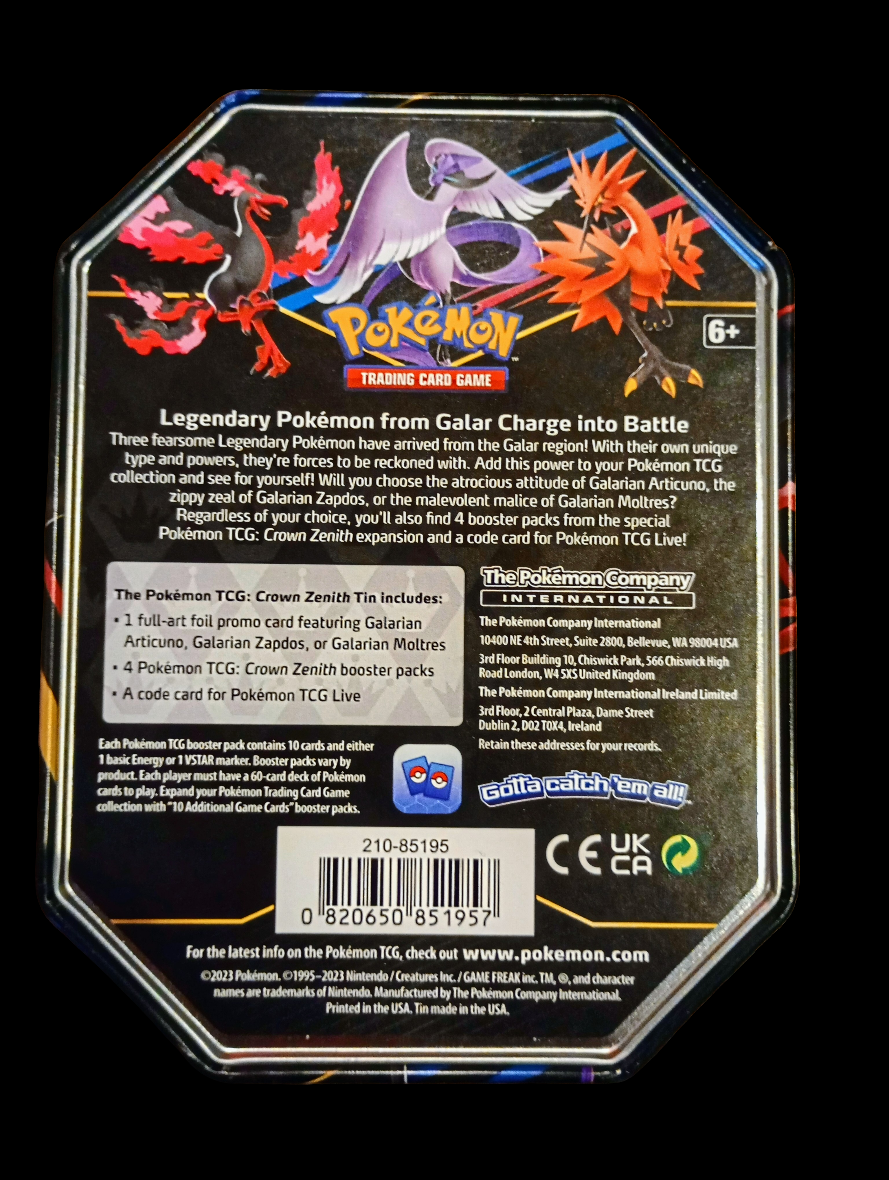 POKéMON
™
TRADING CARD GAME
6+
Legendary Pokémon from Galar Charge into Battle
Three fearsome Legendary Pokémon have arrived from the Galar region! With their own unique
type and powers, they're forces to be reckoned with. Add this power to your Pokémon TCG
collection and see for yourself! Will you choose the atrocious attitude of Galarian Articuno, the
zippy zeal of Galarian Zapdos, or the malevolent malice of Galarian Moltres?
Regardless of your choice, you'll also find 4 booster packs from the special
Pokémon TCG: Crown Zenith expansion and a code card for Pokémon TCG Live!
The Pokémon TCG: Crown Zenith Tin includes:
• 1 full-art foil promo card featuring Galarian
Articuno, Galarian Zapdos, or Galarian Moltres
• 4 Pokémon TCG: Crown Zenith booster packs
• A code card for Pokémon TCG Live
Each Pokémon TCG booster pack contains 10 cards and either
1 basic Energy or 1 VSTAR marker. Booster packs vary by
product. Each player must have a 60-card deck of Pokémon
cards to play. Expand your Pokémon Trading Card Game
collection with "10 Additional Game Cards" booster packs.
The Pokémon Company
INTERNATIONAL
The Pokémon Company International
10400 NE 4th Street, Suite 2800, Bellevue, WA 98004 USA
3rd Floor Building 10, Chiswick Park, 566 Chiswick High
Road London, W4 5XS United Kingdom
The Pokémon Company International Ireland Limited
3rd Floor, 2 Central Plaza, Dame Street
Dublin 2, D02 T0X4, Ireland
Retain these addresses for your records.
Gotta catch 'em all!
210-85195
0 820650 851957
CE UK
CA
For the latest info on the Pokémon TCG, check out www.pokemon.com
©2023 Pokémon. ©1995–2023 Nintendo / Creatures Inc. / GAME FREAK inc. TM, ®, and character
names are trademarks of Nintendo. Manufactured by The Pokémon Company International.
Printed in the USA. Tin made in the USA.